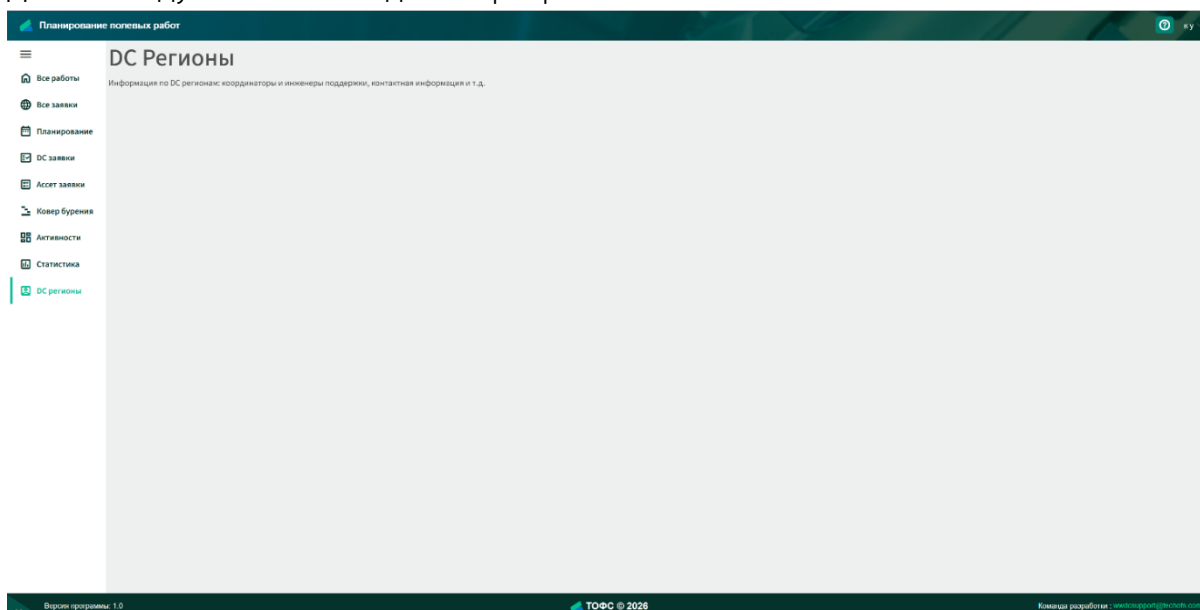 Планирование полевых работ
ку
DC Регионы
Информация по DC регионам: координаторы и инженеры поддержки, контактная информация и т.д.
Все работы
Все заявки
Планирование
DC заявки
Ассет заявки
Ковер бурения
Активности
Статистика
DC регионы
Версия программы: 1.0
ТОФС © 2026
Команда разработки :